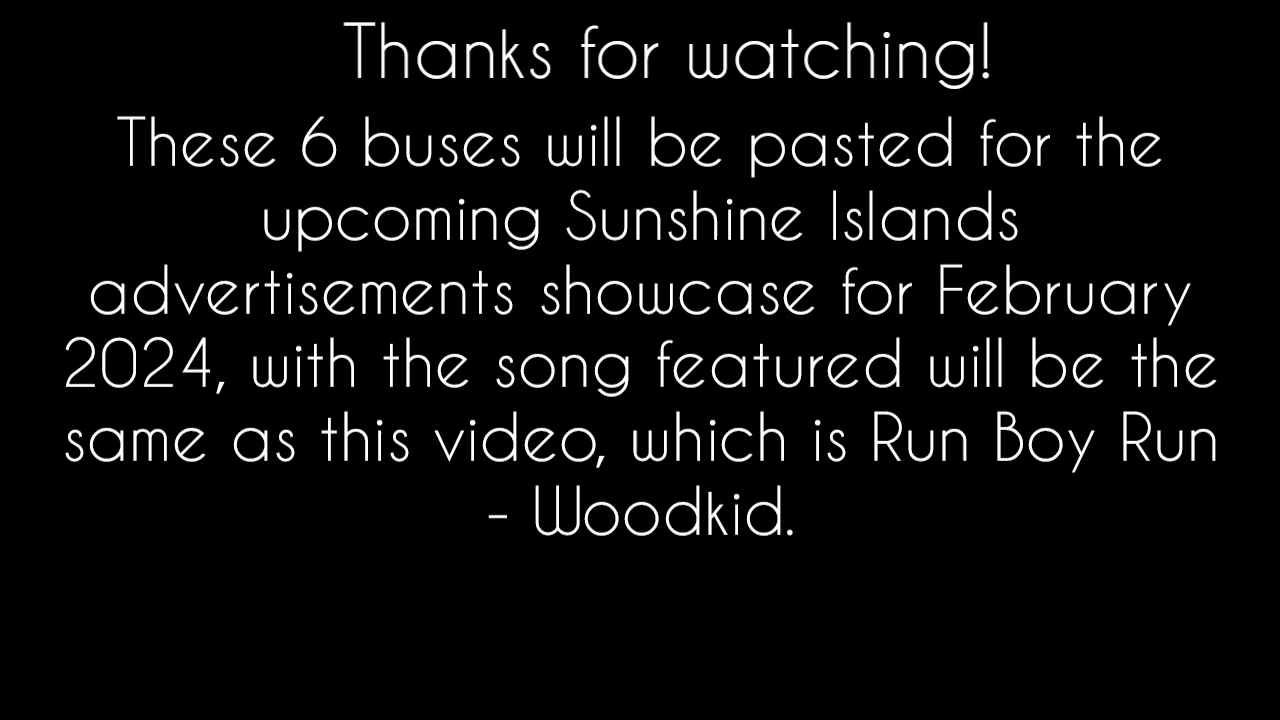 Thanks for watching!
These 6 buses will be pasted for the
upcoming Sunshine Islands
advertisements showcase for February
2024, with the song featured will be the
same as this video, which is Run Boy Run
- Woodkid.